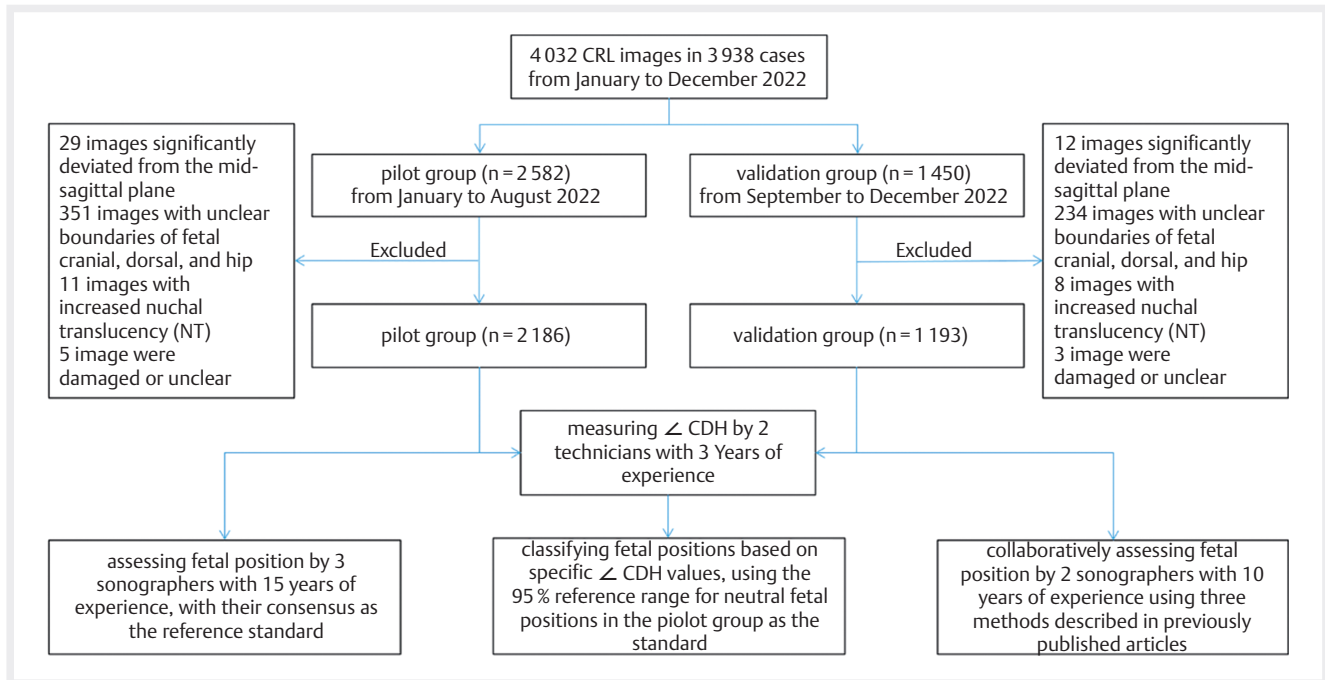 4 032 CRL images in 3 938 cases
from January to December 2022
29 images significantly
deviated from the mid-
sagittal plane
351 images with unclear
boundaries of fetal
cranial, dorsal, and hip
11 images with
increased nuchal
translucency (NT)
5 image were
damaged or unclear
pilot group (n = 2 582)
from January to August 2022
validation group (n = 1 450)
from September to December 2022
12 images significantly
deviated from the mid-
sagittal plane
234 images with unclear
boundaries of fetal
cranial, dorsal, and hip
8 images with
increased nuchal
translucency (NT)
3 image were
damaged or unclear
Excluded
Excluded
pilot group (n = 2 186)
validation group (n = 1 193)
measuring ∠ CDH by 2
technicians with 3 Years of
experience
assessing fetal position by 3
sonographers with 15 years of
experience, with their consensus as
the reference standard
classifying fetal positions based on
specific ∠ CDH values, using the
95 % reference range for neutral fetal
positions in the piolot group as the
standard
collaboratively assessing fetal
position by 2 sonographers with 10
years of experience using three
methods described in previously
published articles